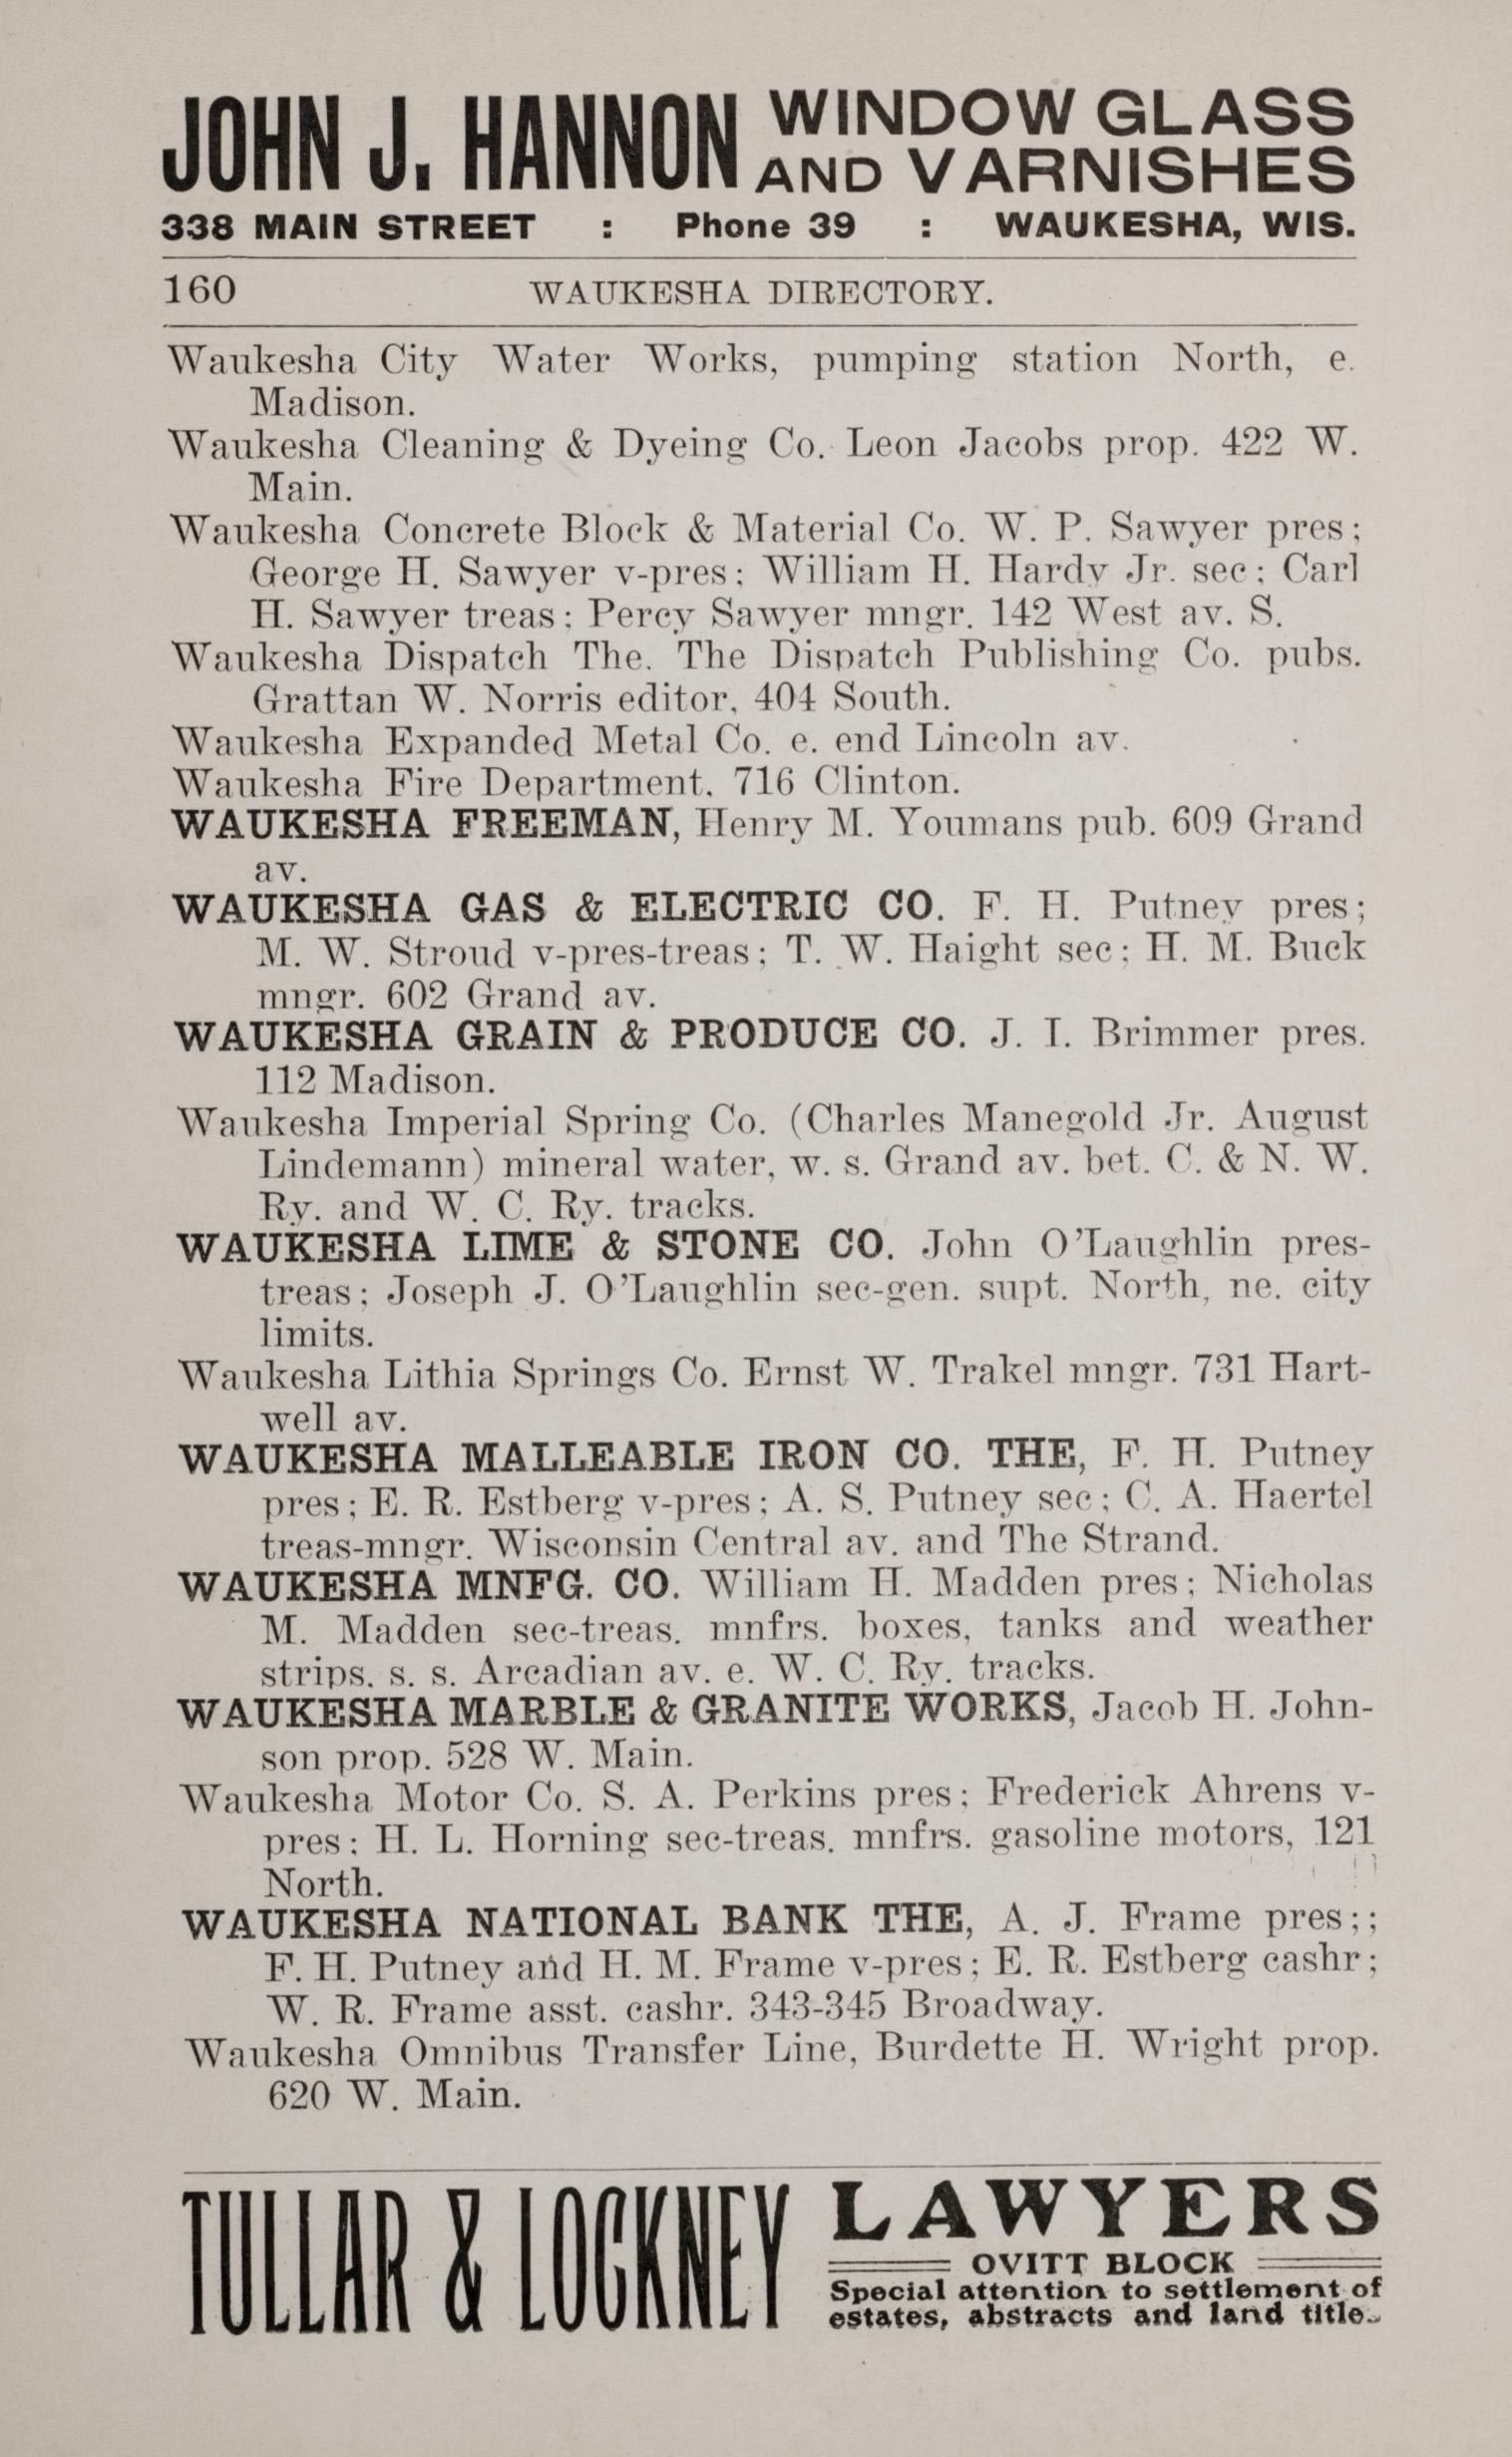 JOHN J. HANNON WINDOW GLASS
AND VARNISHES
338 MAIN STREET : Phone 39 : WAUKESHA, WIS.
160 WAUKESHA DIRECTORY.
Waukesha City Water Works, pumping station North, e.
Madison.
Waukesha Cleaning & Dyeing Co. Leon Jacobs prop. 422 W.
Main.
Waukesha Concrete Block & Material Co. W. P. Sawyer pres;
George H. Sawyer v-pres; William H. Hardy Jr. sec; Carl
H. Sawyer treas; Percy Sawyer mngr. 142 West av. S.
Waukesha Dispatch The. The Dispatch Publishing Co. pubs.
Grattan W. Norris editor, 404 South.
Waukesha Expanded Metal Co. e. end Lincoln av.
Waukesha Fire Department. 716 Clinton.
WAUKESHA FREEMAN, Henry M. Youmans pub. 609 Grand
av.
WAUKESHA GAS & ELECTRIC CO. F. H. Putney pres;
M. W. Stroud v-pres-treas; T. W. Haight sec; H. M. Buck
mngr. 602 Grand av.
WAUKESHA GRAIN & PRODUCE CO. J. I. Brimmer pres.
112 Madison.
Waukesha Imperial Spring Co. (Charles Manegold Jr. August
Lindemann) mineral water, w. s. Grand av. bet. C. & N. W.
Ry. and W. C. Ry. tracks.
WAUKESHA LIME & STONE CO. John O'Laughlin pres-
treas; Joseph J. O'Laughlin sec-gen. supt. North, ne. city
limits.
Waukesha Lithia Springs Co. Ernst W. Trakel mngr. 731 Hart-
well av.
WAUKESHA MALLEABLE IRON CO. THE, F. H. Putney
pres; E. R. Estberg v-pres; A. S. Putney sec; C. A. Haertel
treas-mngr. Wisconsin Central av. and The Strand.
WAUKESHA MNFG. CO. William H. Madden pres; Nicholas
M. Madden sec-treas. mnfrs. boxes, tanks and weather
strips. s. s. Arcadian av. e. W. C. Ry. tracks.
WAUKESHA MARBLE & GRANITE WORKS, Jacob H. John-
son prop. 528 W. Main.
Waukesha Motor Co. S. A. Perkins pres; Frederick Ahrens v-
pres; H. L. Horning sec-treas. mnfrs. gasoline motors, 121
North.
WAUKESHA NATIONAL BANK THE, A. J. Frame pres;;
F. H. Putney and H. M. Frame v-pres; E. R. Estberg cashr;
W. R. Frame asst. cashr. 343-345 Broadway.
Waukesha Omnibus Transfer Line, Burdette H. Wright prop.
620 W. Main.
TULLAR & LOCKNEY LAWYERS
OVITT BLOCK
Special attention to settlement of
estates, abstracts and land title.